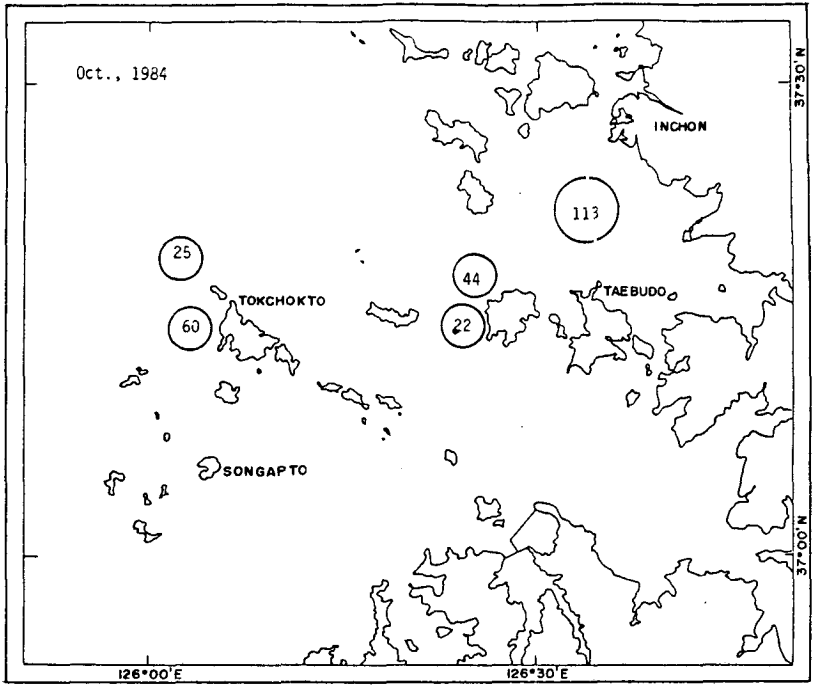 Oct., 1984
37°30' N
INCHON
113
25
44
TAEBUDO
TOKCHOKTO
60
22
SONGAPTO
37°00' N
126°00'E
126°30'E